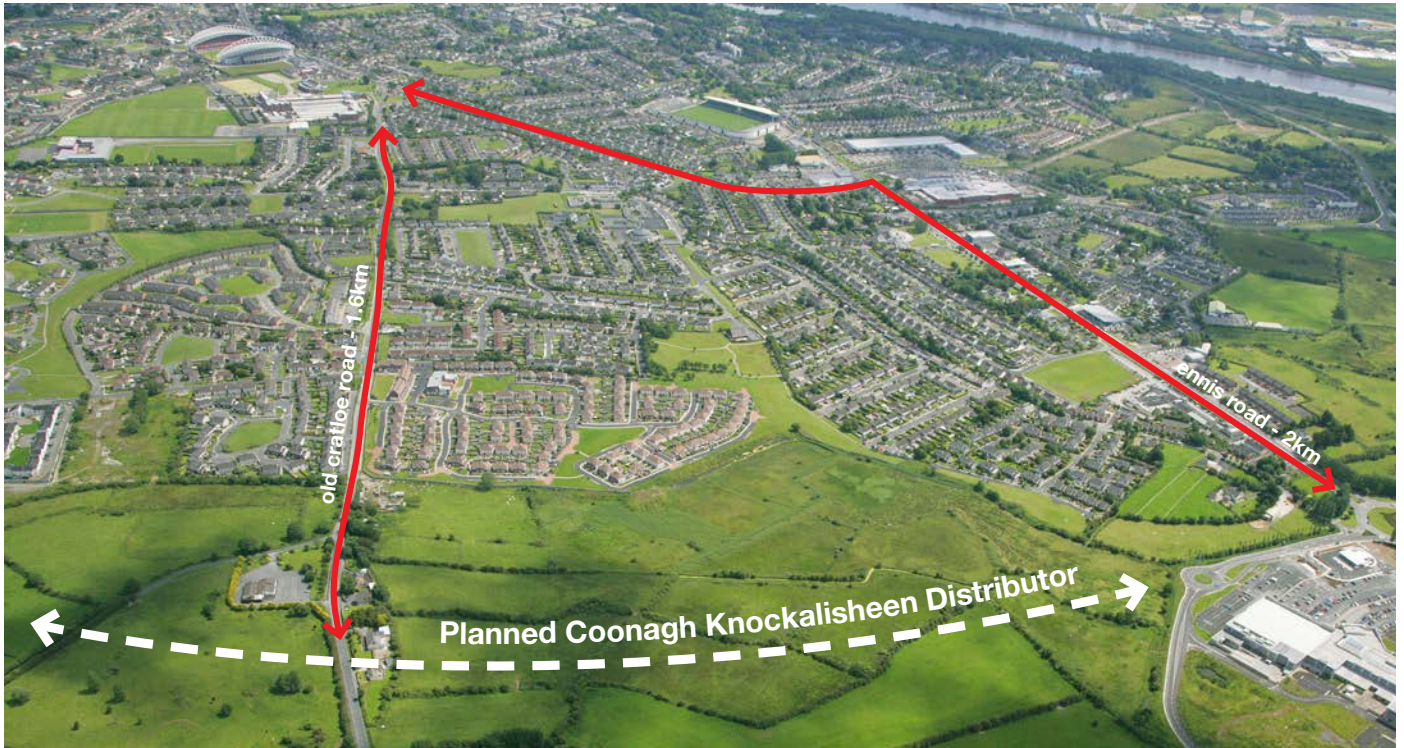 old cratloe road - 1.6km
ennis road - 2km
Planned Coonagh Knockalisheen Distributor